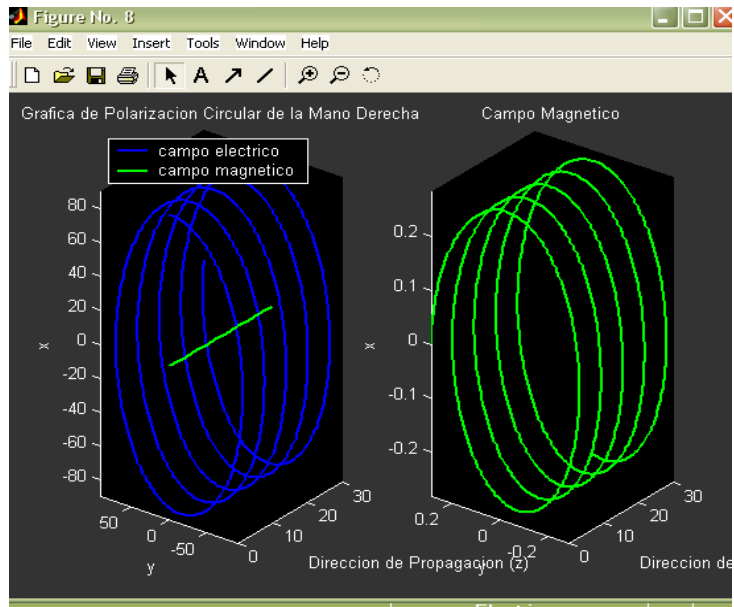 Figure No. 8
File Edit View Insert Tools Window Help
A
Grafica de Polarizacion Circular de la Mano Derecha
Campo Magnetico
campo electrico
campo magnetico
80
60
40
20
0
-20
-40
-60
-80
x
50
0
-50
y
0
10
20
30
Direccion de Propagacion (z)
0.2
0.1
0
-0.1
-0.2
x
0.2
0
-0.2
y
0
10
20
30
Direccion de